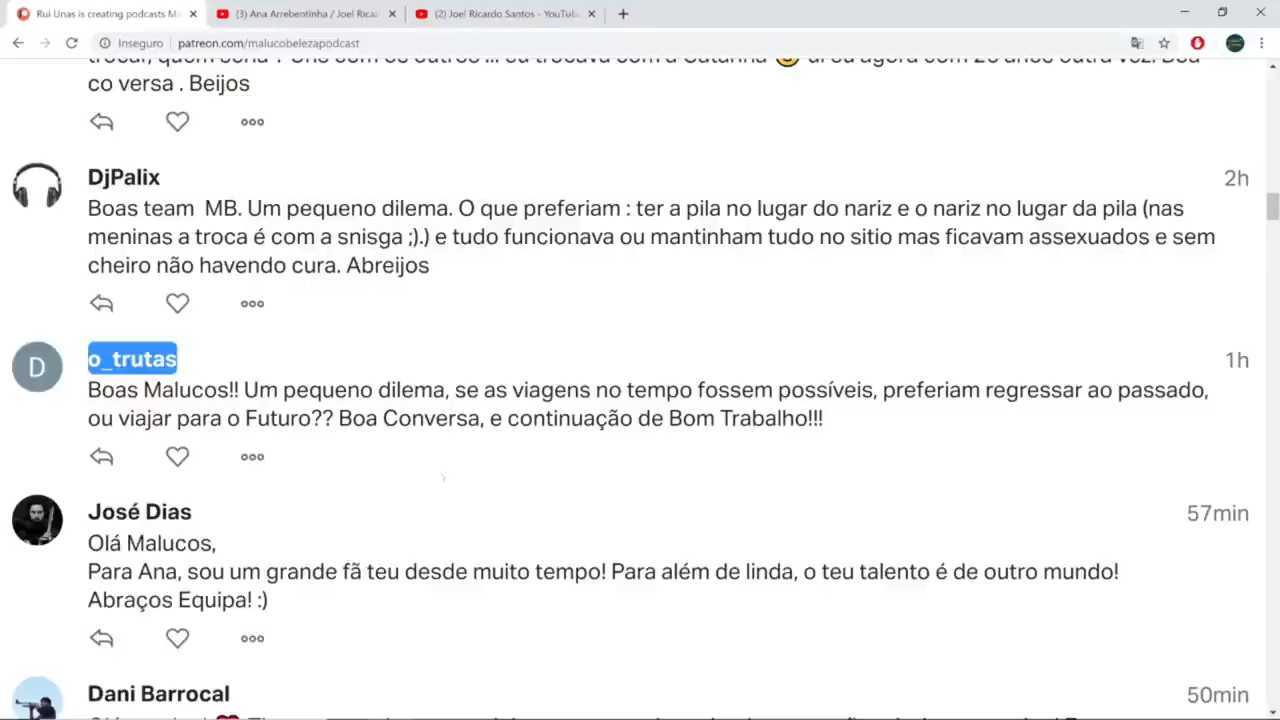 Rui Unas is creating podcasts M
(3) Ana Arrebentinha / Joel Rica
(2) Joel Ricardo Santos - YouTub
Inseguro patreon.com/malucobelezapodcast
co versa . Beijos
DjPalix
2h
Boas team MB. Um pequeno dilema. O que preferiam : ter a pila no lugar do nariz e o nariz no lugar da pila (nas
meninas a troca é com a snisga ;).) e tudo funcionava ou mantinham tudo no sitio mas ficavam assexuados e sem
cheiro não havendo cura. Abreijos
D
o_trutas
1h
Boas Malucos!! Um pequeno dilema, se as viagens no tempo fossem possíveis, preferiam regressar ao passado,
ou viajar para o Futuro?? Boa Conversa, e continuação de Bom Trabalho!!!
José Dias
57min
Olá Malucos,
Para Ana, sou um grande fã teu desde muito tempo! Para além de linda, o teu talento é de outro mundo!
Abraços Equipa! :)
Dani Barrocal
50min